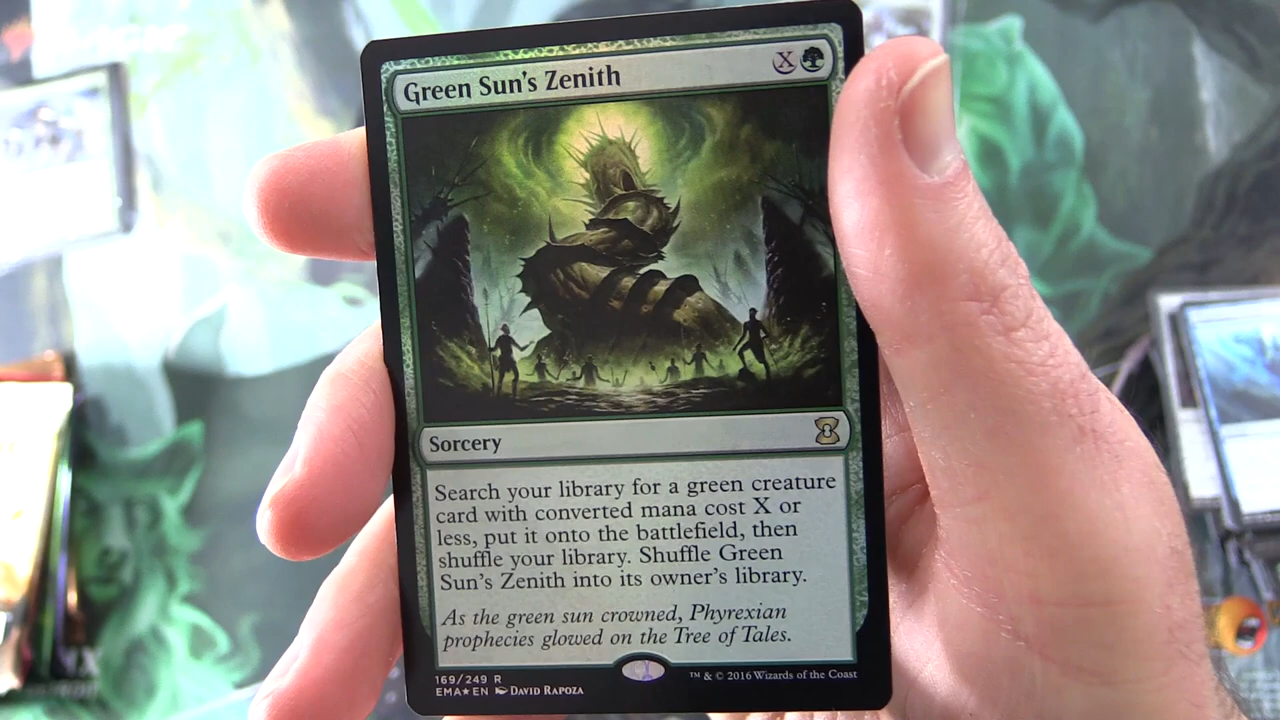 Green Sun's Zenith X
Sorcery
Search your library for a green creature
card with converted mana cost X or
less, put it onto the battlefield, then
shuffle your library. Shuffle Green
Sun's Zenith into its owner's library.
As the green sun crowned, Phyrexian
prophecies glowed on the Tree of Tales.
169/249 R
EMA★EN David Rapoza
™ & © 2016 Wizards of the Coast